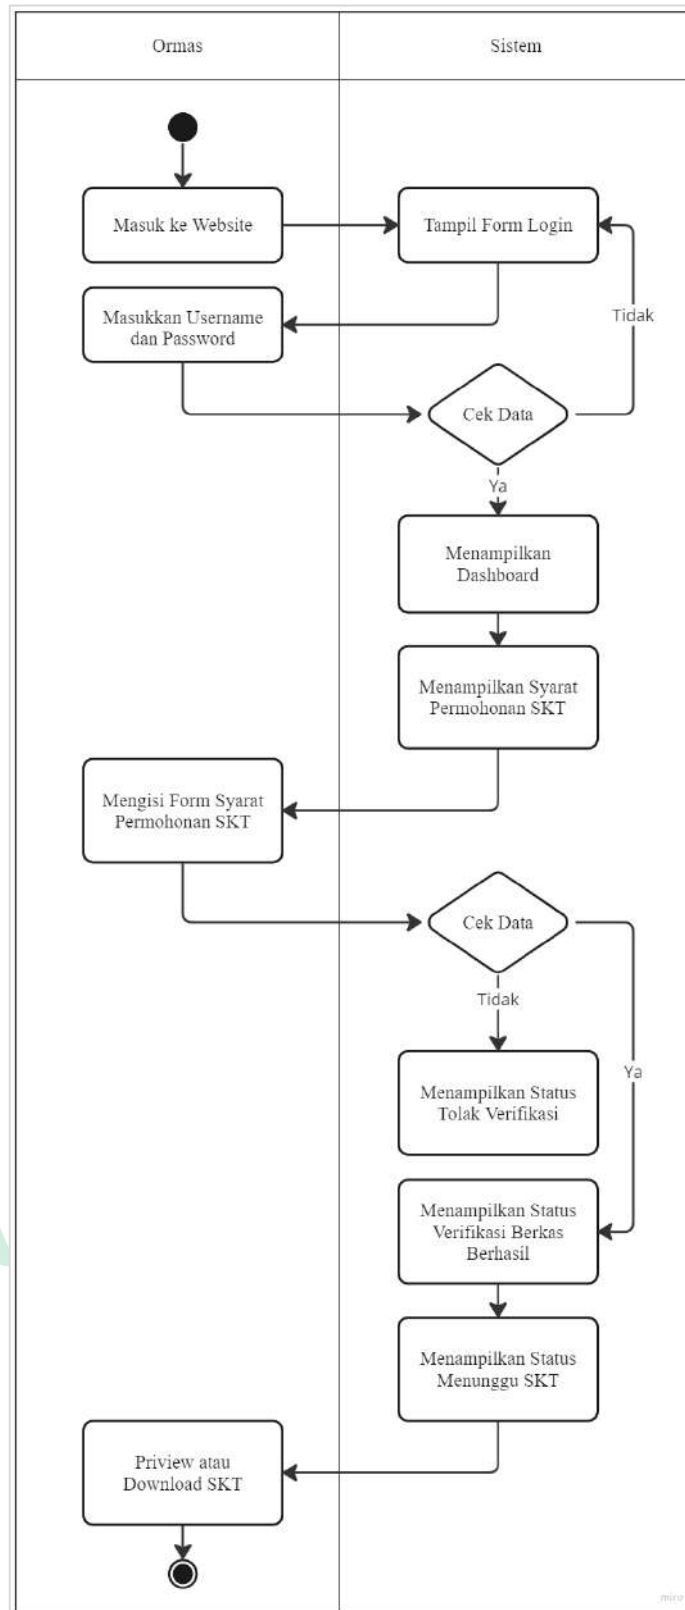 Ormas
Sistem
Masuk ke Website
Tampil Form Login
Masukkan Username
dan Password
Tidak
Cek Data
Ya
Menampilkan
Dashboard
Menampilkan Syarat
Permohonan SKT
Mengisi Form Syarat
Permohonan SKT
Cek Data
Tidak
Ya
Menampilkan Status
Tolak Verifikasi
Menampilkan Status
Verifikasi Berkas
Berhasil
Menampilkan Status
Menunggu SKT
Priview atau
Download SKT
miro